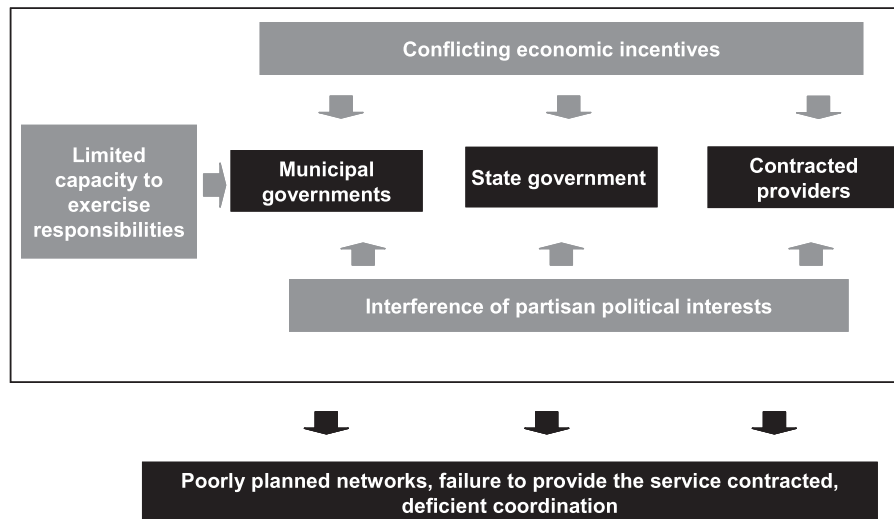 Conflicting economic incentives
Limited
capacity to
exercise
responsibilities
Municipal
governments
State government
Contracted
providers
Interference of partisan political interests
Poorly planned networks, failure to provide the service contracted,
deficient coordination